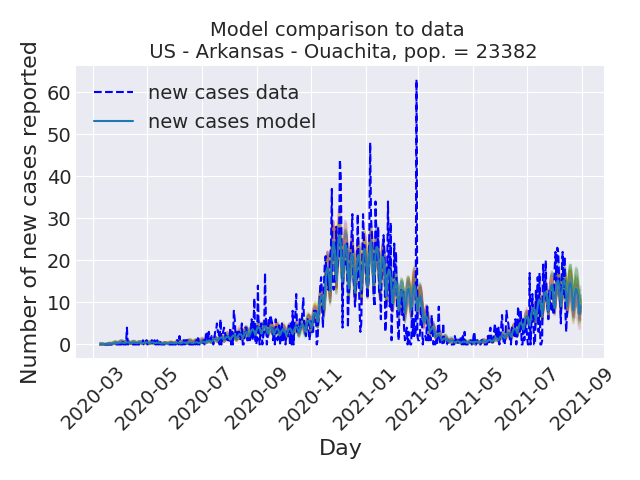 Model comparison to data
US - Arkansas - Ouachita, pop. = 23382
Number of new cases reported
60
50
40
30
20
10
0
new cases data
new cases model
2020-03
2020-05
2020-07
2020-09
2020-11
2021-01
2021-03
2021-05
2021-07
2021-09
Day